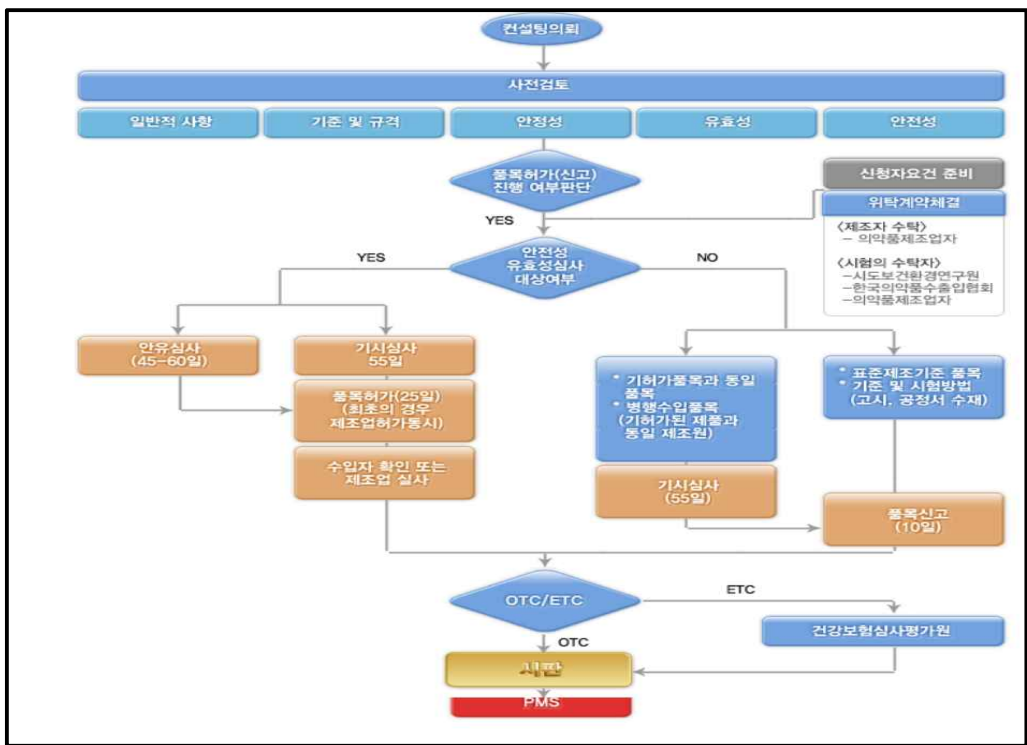 컨설팅의뢰
사전검토
일반적 사항
기준 및 규격
안정성
유효성
안전성
품목허가(신고)
진행 여부판단
신청자요건 준비
위탁계약체결
〈제조자 수탁〉
– 의약품제조업자
〈시험의 수탁자〉
–시도보건환경연구원
–한국의약품수출입협회
–의약품제조업자
YES
안전성
유효성심사
대상여부
YES
NO
안유심사
(45-60일)
기시심사
55일
품목허가(25일)
(최초의 경우
제조업허가동시)
수입자 확인 또는
제조업 실사
* 기허가품목과 동일
품목
* 병행수입품목
(기허가된 제품과
동일 제조원)
기시심사
(55일)
* 표준제조기준 품목
* 기준 및 시험방법
(고시, 공정서 수재)
품목신고
(10일)
OTC/ETC
ETC
건강보험심사평가원
OTC
시판
PMS